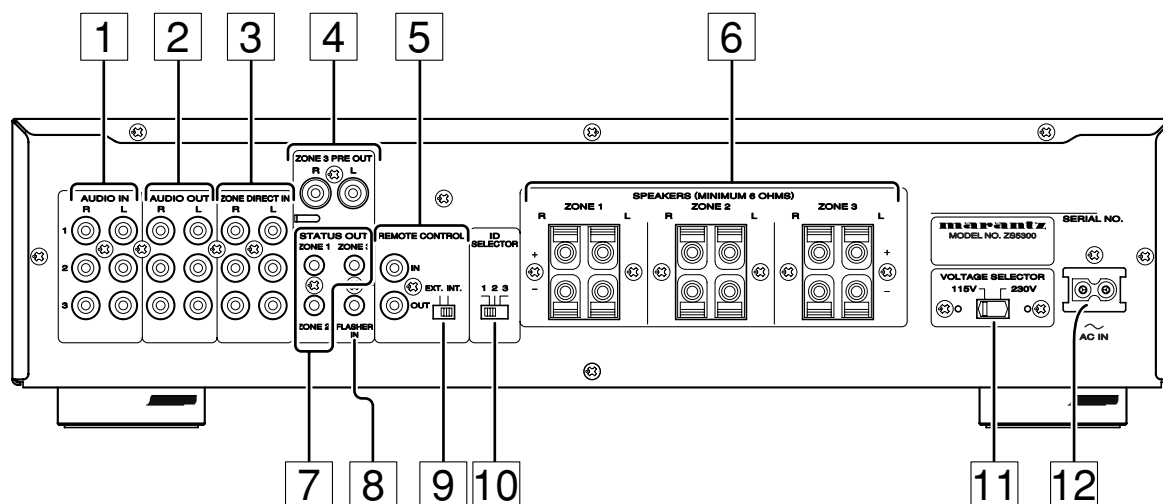 1 2 3 4 5 6
ZONE 3 PRE OUT
R L
AUDIO IN
R L
AUDIO OUT
R L
ZONE DIRECT IN
R L
1
2
3
STATUS OUT
ZONE 1 ZONE 3
ZONE 2
FLASHER
IN
REMOTE CONTROL
IN
OUT
EXT. INT.
ID
SELECTOR
1 2 3
SPEAKERS (MINIMUM 6 OHMS)
ZONE 1
R L
ZONE 2
R L
ZONE 3
R L
+
−
+
−
marantz
MODEL NO. ZS5300
SERIAL NO.
VOLTAGE SELECTOR
115V 230V
～
AC IN
7 8 9 10 11 12